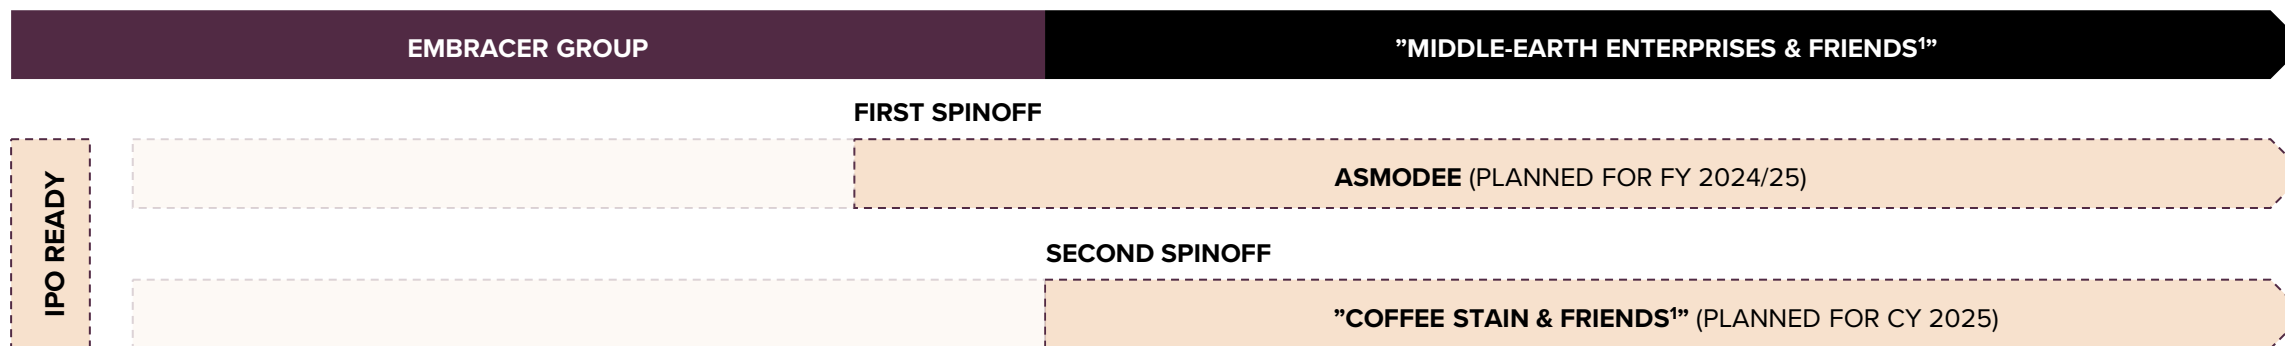 EMBRACER GROUP
”MIDDLE-EARTH ENTERPRISES & FRIENDS¹”
FIRST SPINOFF
ASMODEE (PLANNED FOR FY 2024/25)
IPO READY
SECOND SPINOFF
”COFFEE STAIN & FRIENDS¹” (PLANNED FOR CY 2025)